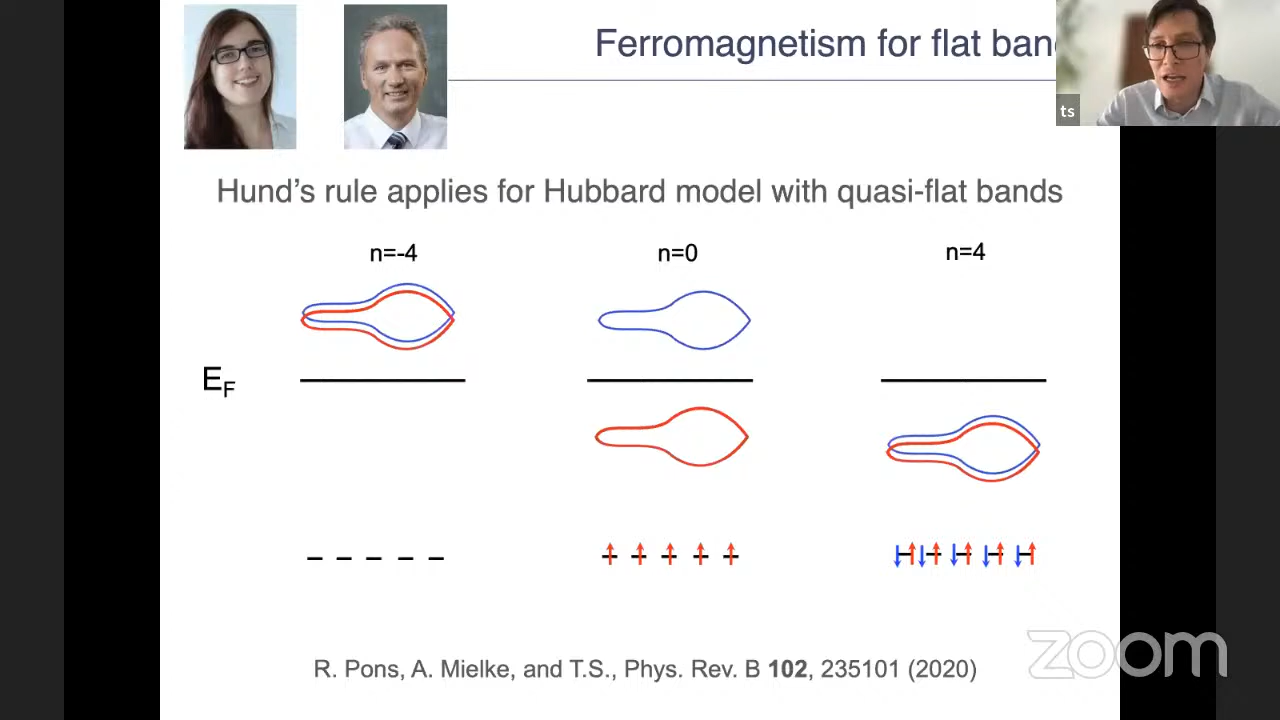 Ferromagnetism for flat ban
ts
Hund's rule applies for Hubbard model with quasi-flat bands
n=-4 n=0 n=4
E_F
R. Pons, A. Mielke, and T.S., Phys. Rev. B 102, 235101 (2020)
zoom